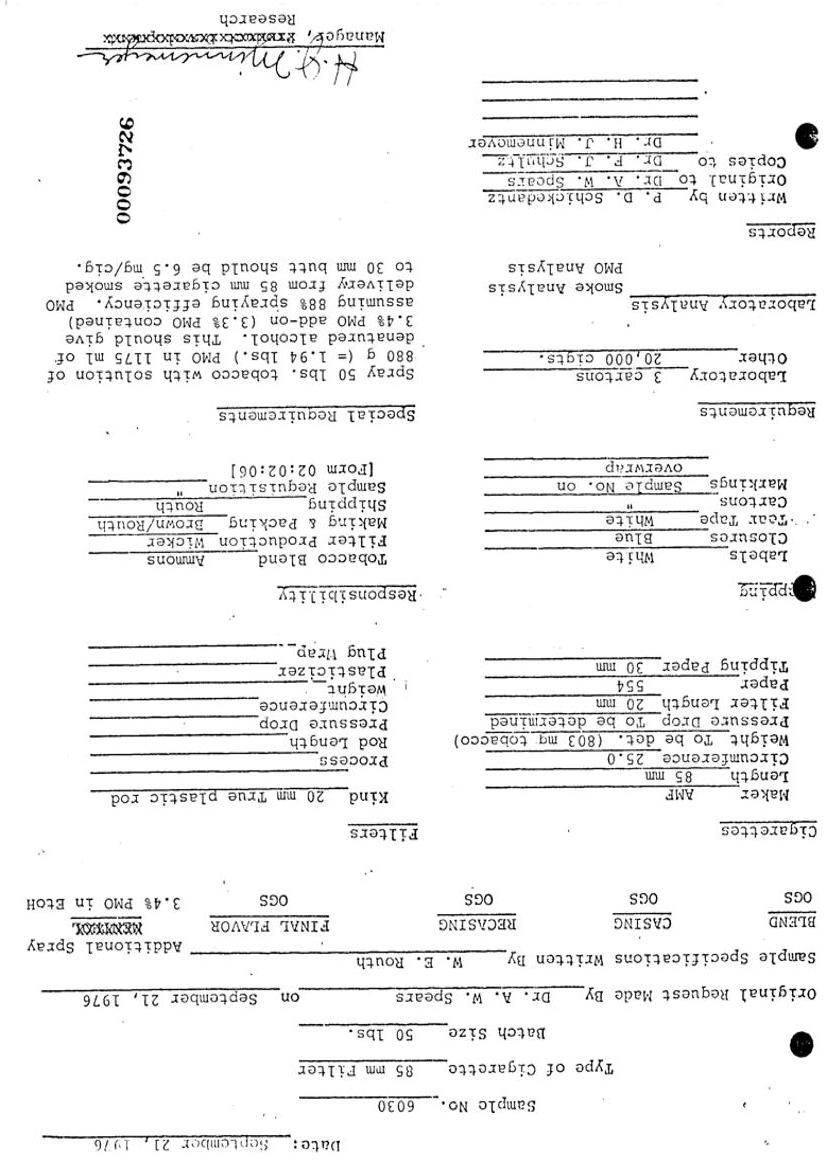 Date: September 21, 1976
Sample No. 6030
Type of Cigarette 85 mm Filter
Batch Size 50 lbs.
Original Request Made By Dr. A. W. Spears on September 21, 1976
Sample Specifications Written By W. E. Routh
BLEND CASING RECASING FINAL FLAVOR Additional Spray
OGS OGS OGS OGS 3.4% PMO in EtOH
Cigarettes
Maker AMF
Length 85 mm
Circumference 25.0
Weight To be det. (803 mg tobacco)
Pressure Drop To be determined
Filter Length 20 mm
Paper 554
Tipping Paper 30 mm
Filters
Kind 20 mm True plastic rod
Process
Rod Length
Pressure Drop
Circumference
Weight
Plasticizer
Plug Wrap
pping
Labels White
Closures Blue
Tear Tape White
Cartons "
Markings Sample No. on
overwrap
Responsibility
Tobacco Blend Ammons
Filter Production Wicker
Making & Packing Brown/Routh
Shipping Routh
Sample Requisition "
[Form 02:02:06]
Requirements
Laboratory 3 cartons
Other 20,000 cigts.
Special Requirements
Spray 50 lbs. tobacco with solution of
880 g (= 1.94 lbs.) PMO in 1175 ml of
denatured alcohol. This should give
3.4% PMO add-on (3.3% PMO contained)
assuming 88% spraying efficiency. PMO
delivery from 85 mm cigarette smoked
to 30 mm butt should be 6.5 mg/cig.
Laboratory Analysis
Smoke Analysis
PMO Analysis
Reports
Written by P. D. Schickedantz
Original to Dr. A. W. Spears
Copies to Dr. F. J. Schultz
Dr. H. J. Minnemeyer
00093726
H. J. Minnemeyer
Manager,
Research